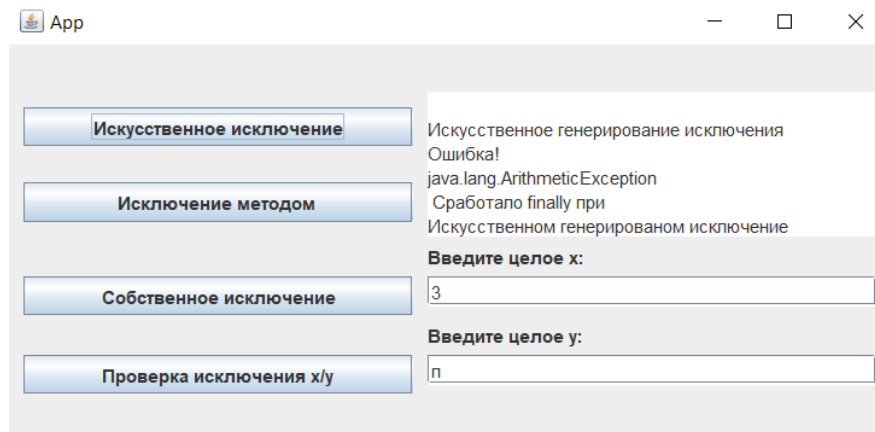 App
Искусственное исключение
Исключение методом
Собственное исключение
Проверка исключения x/y
Искусственное генерирование исключения
Ошибка!
java.lang.ArithmeticException
Сработало finally при
Искусственном генерированом исключение
Введите целое x:
3
Введите целое y:
п